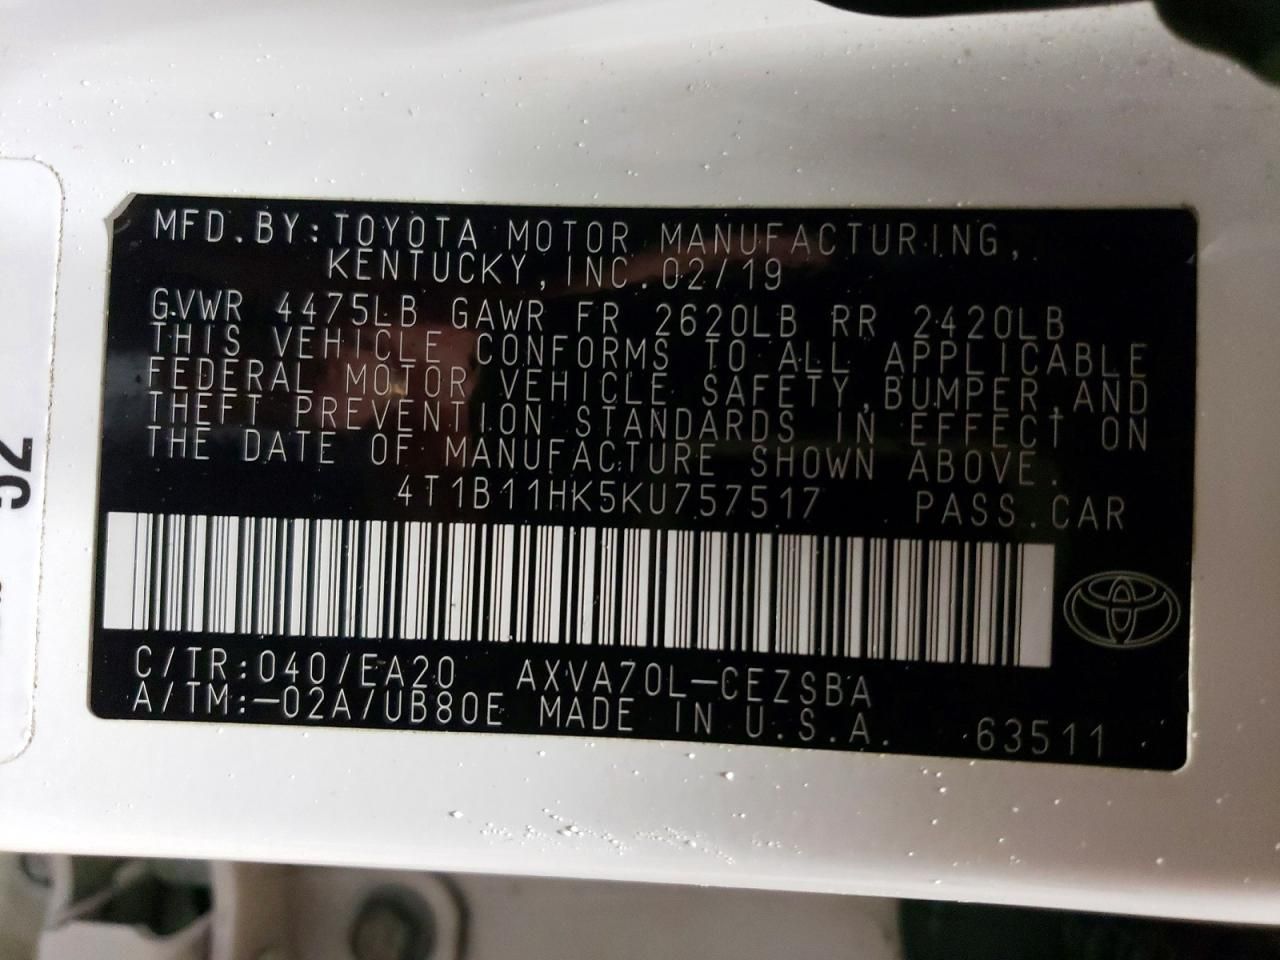 MFD.BY:TOYOTA MOTOR MANUFACTURING,
KENTUCKY, INC.02/19
GVWR 4475LB GAWR FR 2620LB RR 2420LB
THIS VEHICLE CONFORMS TO ALL APPLICABLE
FEDERAL MOTOR VEHICLE SAFETY,BUMPER,AND
THEFT PREVENTION STANDARDS IN EFFECT ON
THE DATE OF MANUFACTURE SHOWN ABOVE.
4T1B11HK5KU757517 PASS.CAR
C/TR:040/EA20 AXVA70L-CEZSBA
A/TM:-02A/UB80E MADE IN U.S.A. 63511